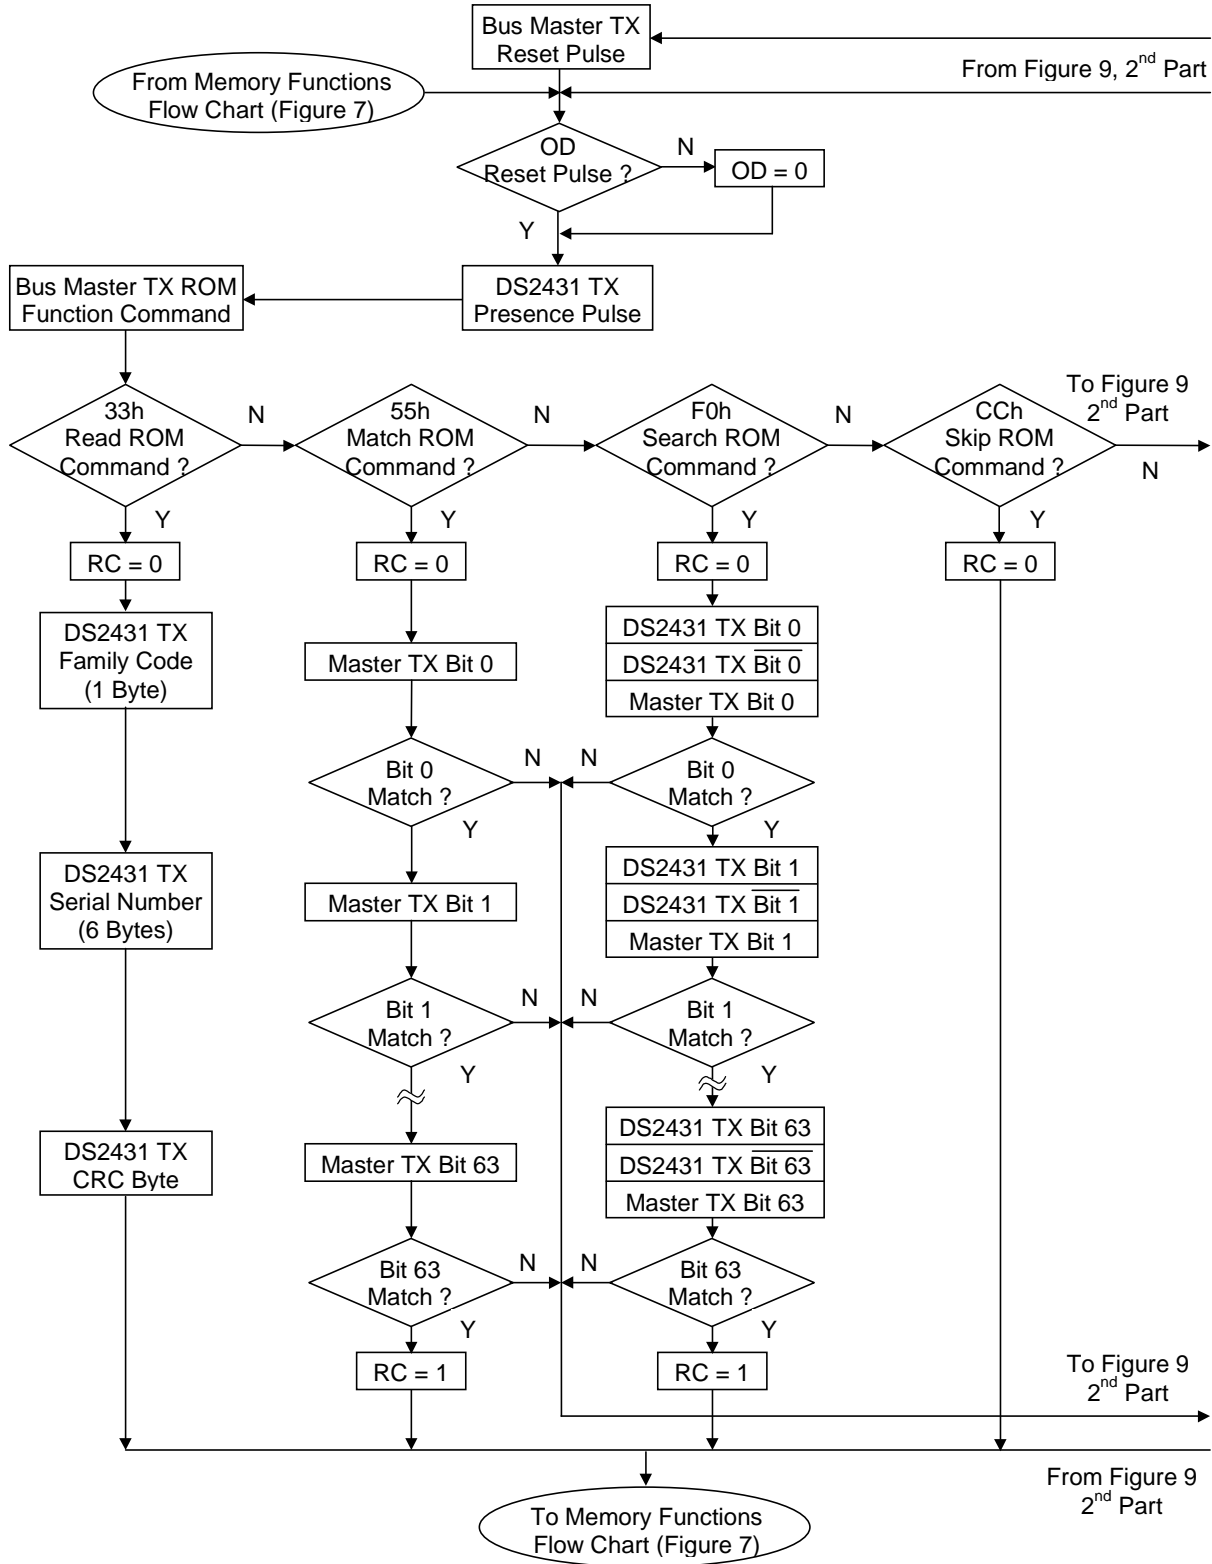 Bus Master TX
Reset Pulse
From Figure 9, 2nd Part
From Memory Functions
Flow Chart (Figure 7)
OD
Reset Pulse ?
N
OD = 0
Y
Bus Master TX ROM
Function Command
DS2431 TX
Presence Pulse
33h
Read ROM
Command ?
N
55h
Match ROM
Command ?
N
F0h
Search ROM
Command ?
N
CCh
Skip ROM
Command ?
To Figure 9
2nd Part
N
Y
Y
Y
Y
RC = 0
RC = 0
RC = 0
RC = 0
DS2431 TX
Family Code
(1 Byte)
Master TX Bit 0
DS2431 TX Bit 0
DS2431 TX B̅i̅t̅ ̅0̅
Master TX Bit 0
Bit 0
Match ?
N
N
Bit 0
Match ?
Y
Y
DS2431 TX
Serial Number
(6 Bytes)
Master TX Bit 1
DS2431 TX Bit 1
DS2431 TX B̅i̅t̅ ̅1̅
Master TX Bit 1
Bit 1
Match ?
N
N
Bit 1
Match ?
Y
Y
DS2431 TX
CRC Byte
Master TX Bit 63
DS2431 TX Bit 63
DS2431 TX B̅i̅t̅ ̅6̅3̅
Master TX Bit 63
Bit 63
Match ?
N
N
Bit 63
Match ?
Y
Y
RC = 1
RC = 1
To Figure 9
2nd Part
From Figure 9
2nd Part
To Memory Functions
Flow Chart (Figure 7)